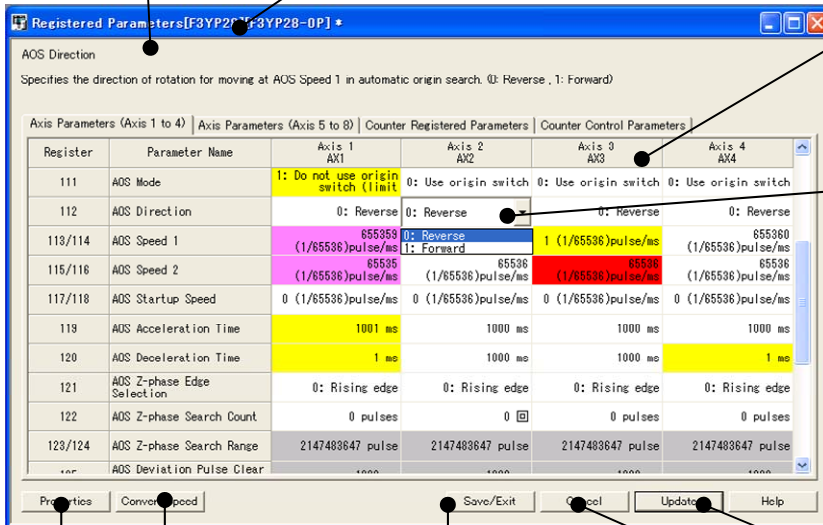 Registered Parameters[F3YP28][F3YP28-0P] *
AOS Direction
Specifies the direction of rotation for moving at AOS Speed 1 in automatic origin search. (0: Reverse , 1: Forward)
Axis Parameters (Axis 1 to 4) Axis Parameters (Axis 5 to 8) Counter Registered Parameters Counter Control Parameters
Register Parameter Name Axis 1 AX1 Axis 2 AX2 Axis 3 AX3 Axis 4 AX4
111 AOS Mode 1: Do not use origin switch (limit 0: Use origin switch 0: Use origin switch 0: Use origin switch
112 AOS Direction 0: Reverse 0: Reverse 0: Reverse 0: Reverse
0: Reverse
1: Forward
113/114 AOS Speed 1 655359 (1/65536)pulse/ms 1 (1/65536)pulse/ms 655360 (1/65536)pulse/ms
115/116 AOS Speed 2 65535 (1/65536)pulse/ms 65536 (1/65536)pulse/ms 65536 (1/65536)pulse/ms 65536 (1/65536)pulse/ms
117/118 AOS Startup Speed 0 (1/65536)pulse/ms 0 (1/65536)pulse/ms 0 (1/65536)pulse/ms 0 (1/65536)pulse/ms
119 AOS Acceleration Time 1001 ms 1000 ms 1000 ms 1000 ms
120 AOS Deceleration Time 1 ms 1000 ms 1000 ms 1 ms
121 AOS Z-phase Edge Selection 0: Rising edge 0: Rising edge 0: Rising edge 0: Rising edge
122 AOS Z-phase Search Count 0 pulses 0 0 pulses 0 pulses
123/124 AOS Z-phase Search Range 2147483647 pulse 2147483647 pulse 2147483647 pulse 2147483647 pulse
AOS Deviation Pulse Clear
Properties Convert Speed Save/Exit Cancel Update Help